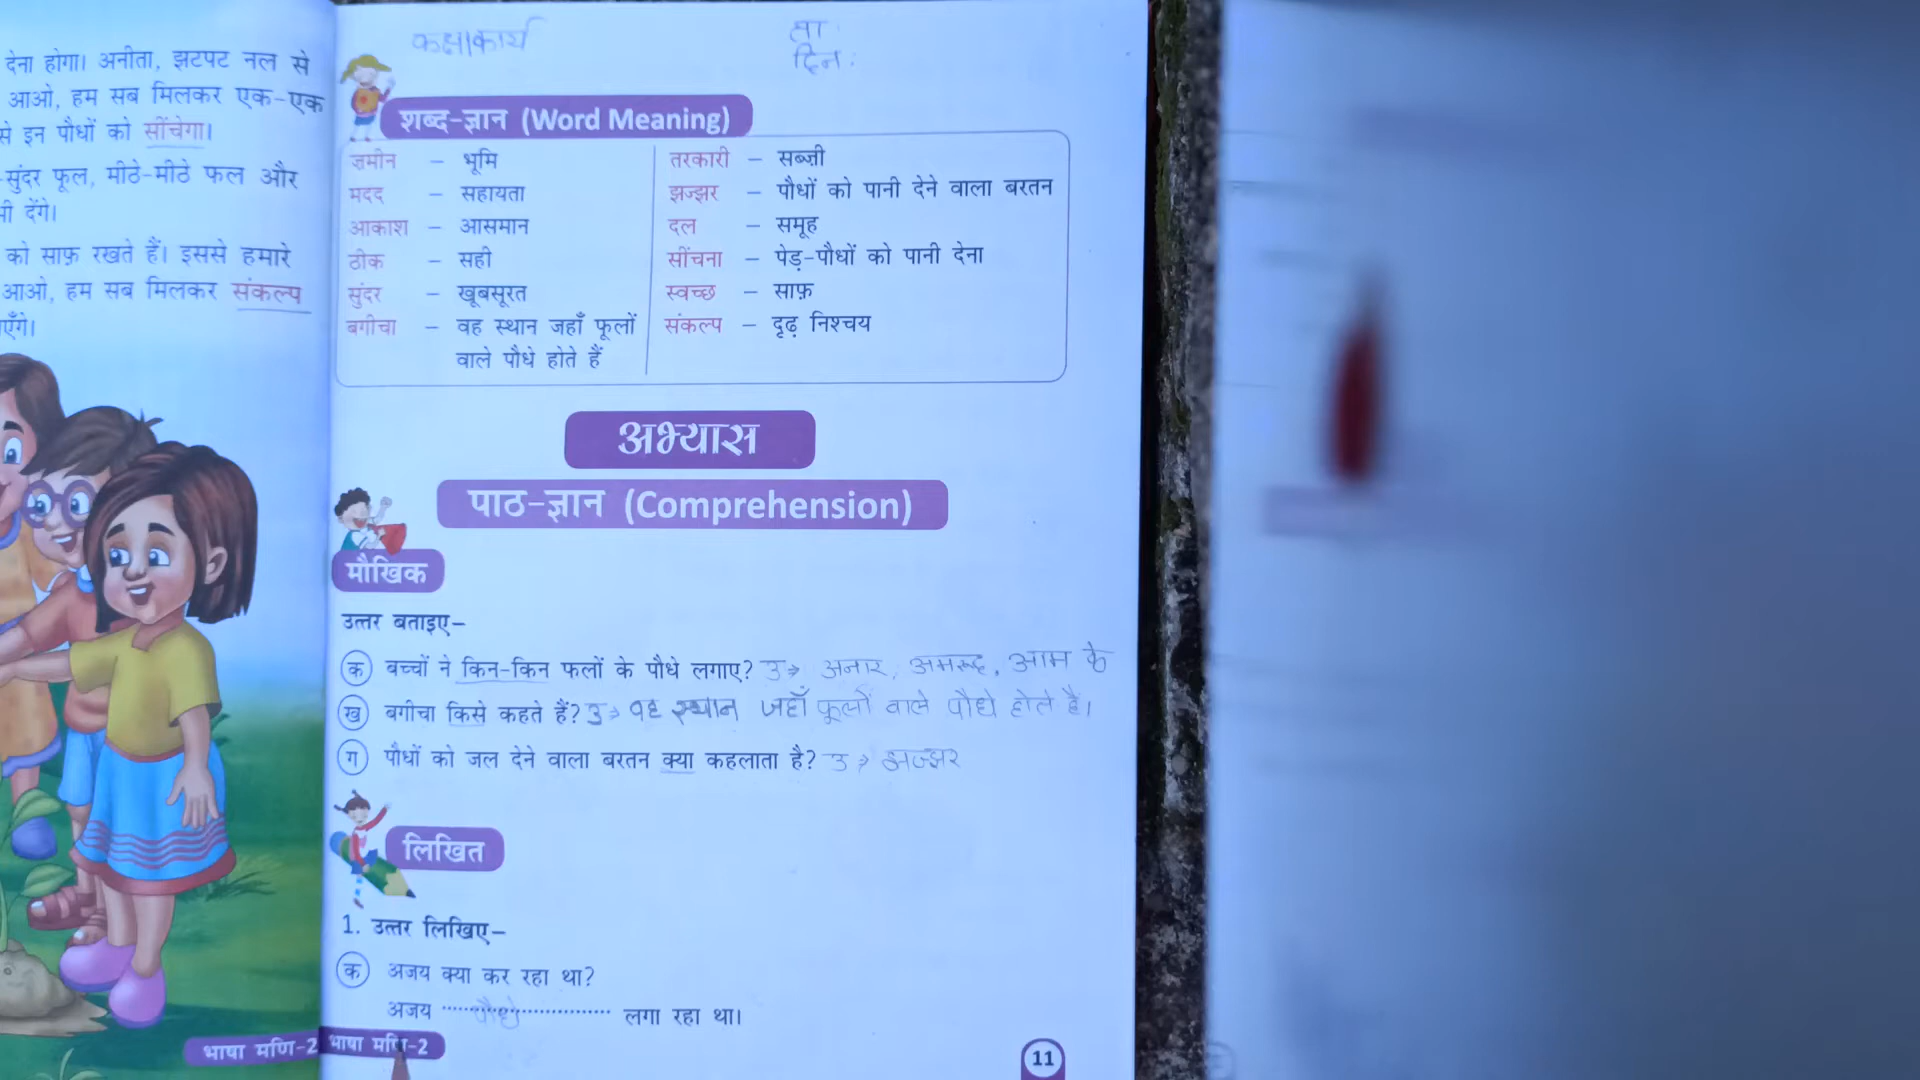 देना होगा। अनीता, झटपट नल से
आओ, हम सब मिलकर एक-एक
से इन पौधों को सींचेगा।
-सुंदर फूल, मीठे-मीठे फल और
भी देंगे।
को साफ़ रखते हैं। इससे हमारे
आओ, हम सब मिलकर संकल्प
एँगे।
भाषा मणि-2
कक्षाकार्य
ता:
दिन:
शब्द-ज्ञान (Word Meaning)
ज़मीन – भूमि
मदद – सहायता
आकाश – आसमान
ठीक – सही
सुंदर – खूबसूरत
बगीचा – वह स्थान जहाँ फूलों
वाले पौधे होते हैं
तरकारी – सब्ज़ी
झज्झर – पौधों को पानी देने वाला बरतन
दल – समूह
सींचना – पेड़-पौधों को पानी देना
स्वच्छ – साफ़
संकल्प – दृढ़ निश्चय
अभ्यास
पाठ-ज्ञान (Comprehension)
मौखिक
उत्तर बताइए–
क बच्चों ने किन-किन फलों के पौधे लगाए? उ→ अनार, अमरूद, आम के
ख बगीचा किसे कहते हैं? उ→ वह स्थान जहाँ फूलों वाले पौधे होते है।
ग पौधों को जल देने वाला बरतन क्या कहलाता है? उ→ झज्झर
लिखित
1. उत्तर लिखिए–
क अजय क्या कर रहा था?
अजय ........पौधे........ लगा रहा था।
भाषा मणि-2
11